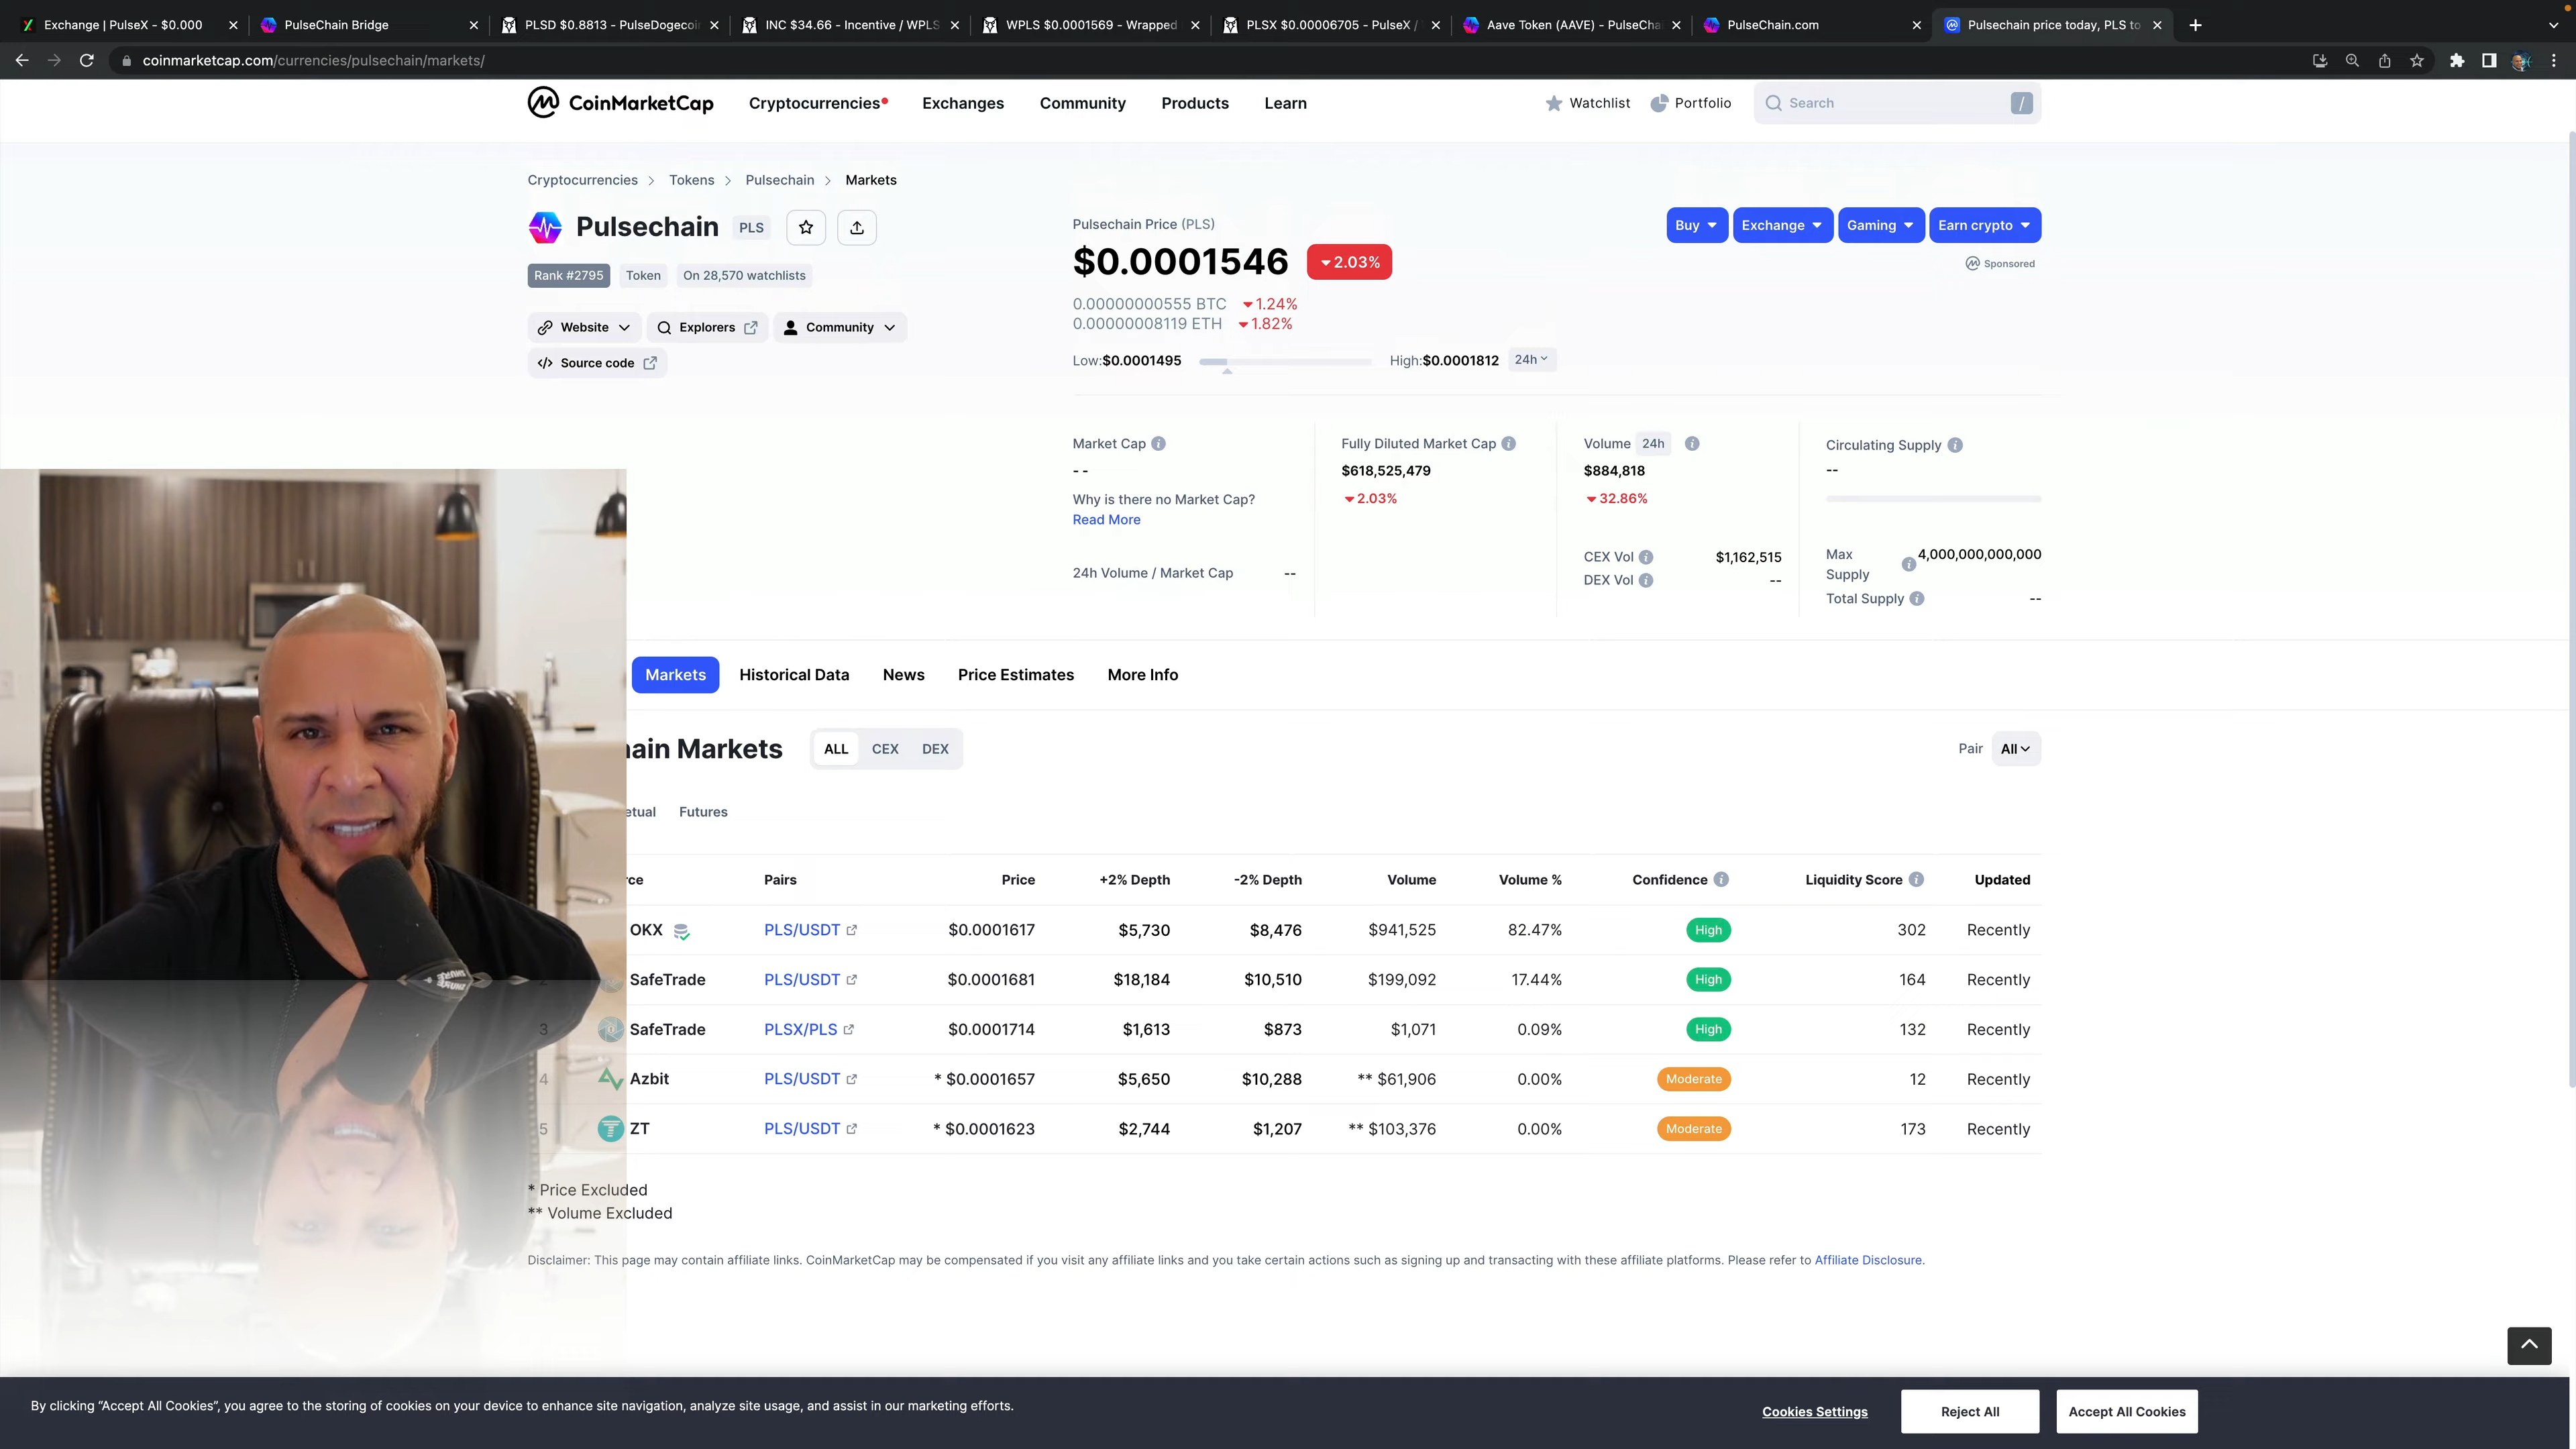 Exchange | PulseX - $0.000
PulseChain Bridge
PLSD $0.8813 - PulseDogecoin
INC $34.66 - Incentive / WPLS
WPLS $0.0001569 - Wrapped
PLSX $0.00006705 - PulseX /
Aave Token (AAVE) - PulseCha
PulseChain.com
Pulsechain price today, PLS to
coinmarketcap.com/currencies/pulsechain/markets/
CoinMarketCap
Cryptocurrencies
Exchanges
Community
Products
Learn
Watchlist
Portfolio
Search
/
Cryptocurrencies > Tokens > Pulsechain > Markets
Pulsechain PLS
Rank #2795
Token
On 28,570 watchlists
Website
Explorers
Community
Source code
Pulsechain Price (PLS)
$0.0001546
2.03%
0.00000000555 BTC
1.24%
0.00000008119 ETH
1.82%
Low:$0.0001495
High:$0.0001812
24h
Buy
Exchange
Gaming
Earn crypto
Sponsored
Market Cap
- -
Why is there no Market Cap?
Read More
24h Volume / Market Cap
--
Fully Diluted Market Cap
$618,525,479
2.03%
Volume 24h
$884,818
32.86%
CEX Vol
$1,162,515
DEX Vol
--
Circulating Supply
--
Max Supply
4,000,000,000,000
Total Supply
--
Markets
Historical Data
News
Price Estimates
More Info
ain Markets
ALL
CEX
DEX
Pair
All
etual
Futures
rce Pairs Price +2% Depth -2% Depth Volume Volume % Confidence Liquidity Score Updated
OKX PLS/USDT $0.0001617 $5,730 $8,476 $941,525 82.47% High 302 Recently
2 SafeTrade PLS/USDT $0.0001681 $18,184 $10,510 $199,092 17.44% High 164 Recently
3 SafeTrade PLSX/PLS $0.0001714 $1,613 $873 $1,071 0.09% High 132 Recently
4 Azbit PLS/USDT * $0.0001657 $5,650 $10,288 ** $61,906 0.00% Moderate 12 Recently
5 ZT PLS/USDT * $0.0001623 $2,744 $1,207 ** $103,376 0.00% Moderate 173 Recently
* Price Excluded
** Volume Excluded
Disclaimer: This page may contain affiliate links. CoinMarketCap may be compensated if you visit any affiliate links and you take certain actions such as signing up and transacting with these affiliate platforms. Please refer to Affiliate Disclosure.
By clicking “Accept All Cookies”, you agree to the storing of cookies on your device to enhance site navigation, analyze site usage, and assist in our marketing efforts.
Cookies Settings
Reject All
Accept All Cookies